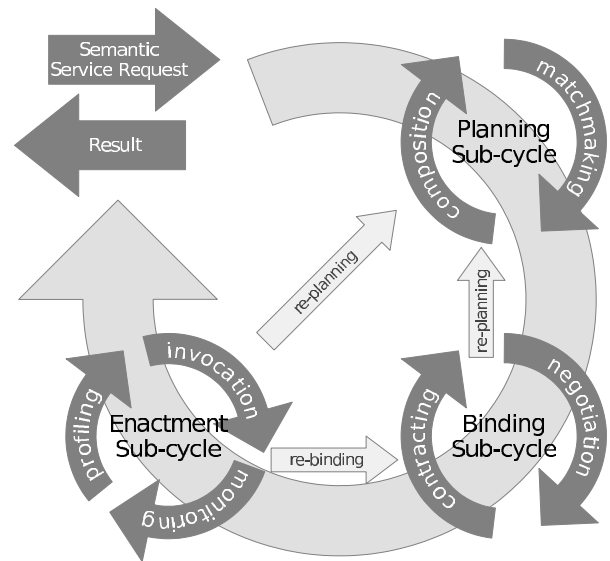 Semantic
Service Request
Result
composition
Planning
Sub-cycle
matchmaking
re-planning
re-planning
invocation
profiling
Enactment
Sub-cycle
monitoring
re-binding
contracting
Binding
Sub-cycle
negotiation